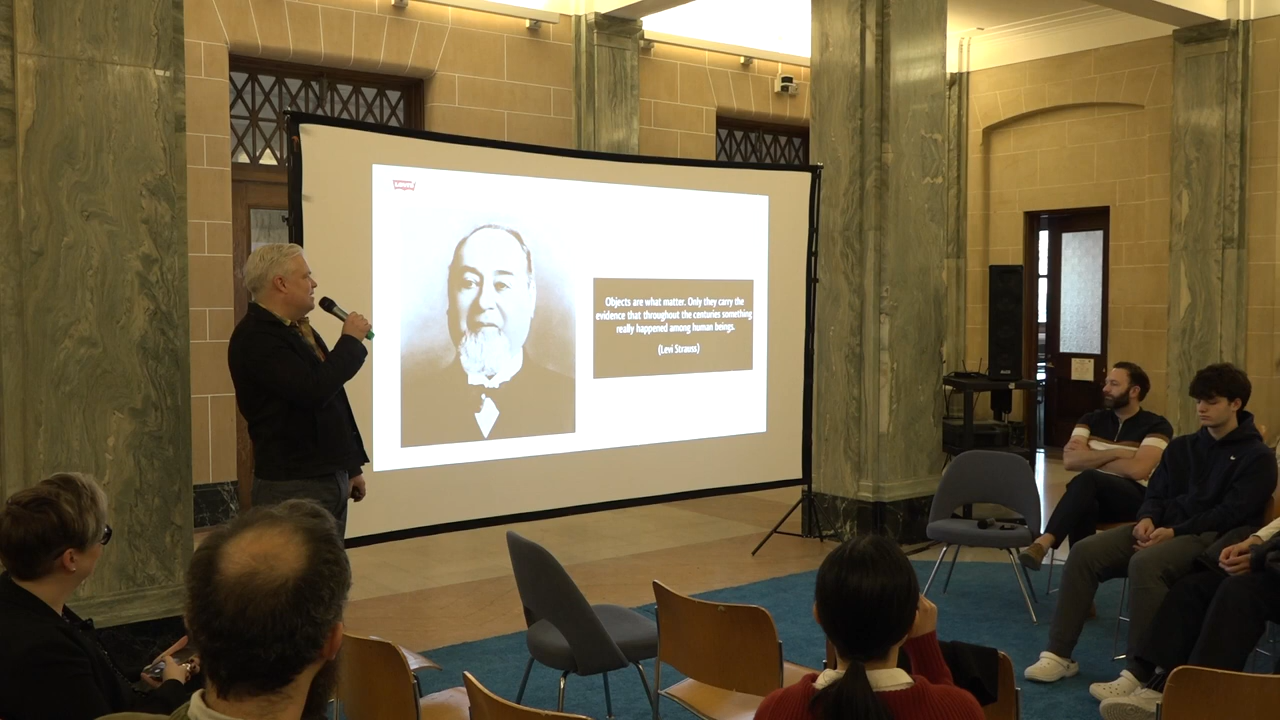 Objects are what matter. Only they carry the
evidence that throughout the centuries something
really happened among human beings.
(Levi Strauss)